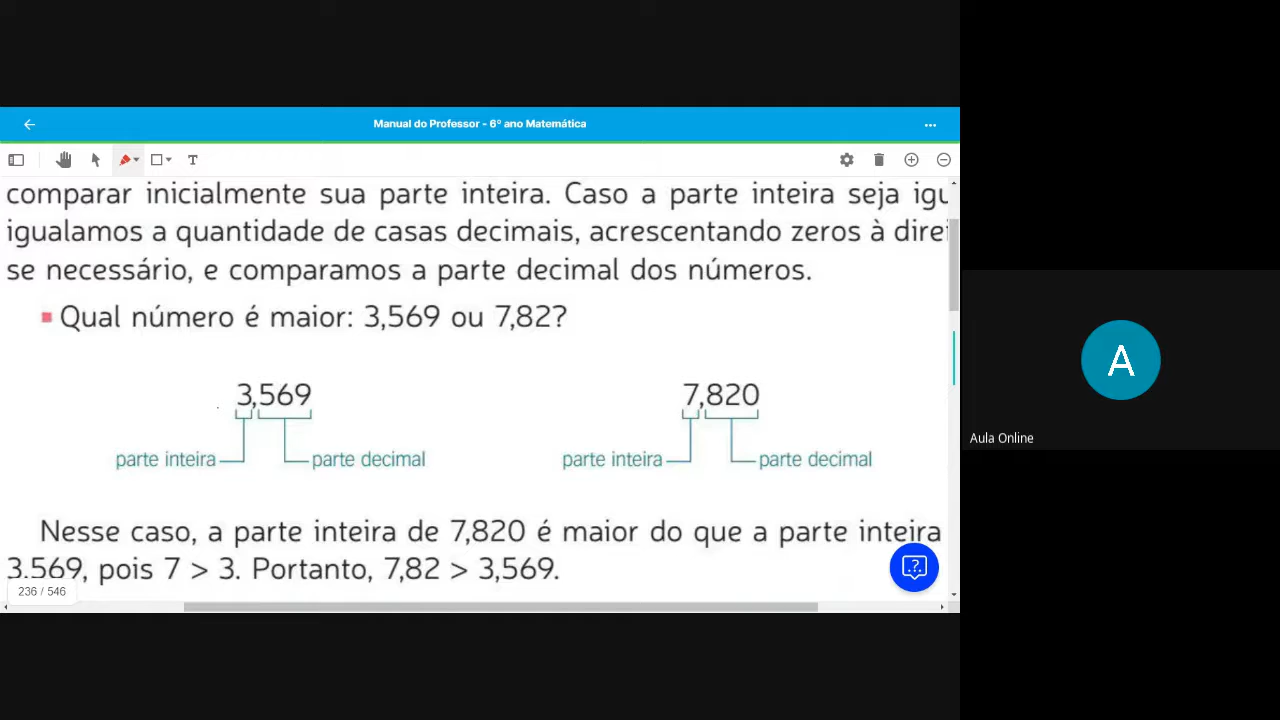 Manual do Professor - 6º ano Matemática
T
comparar inicialmente sua parte inteira. Caso a parte inteira seja igu
igualamos a quantidade de casas decimais, acrescentando zeros à direi
se necessário, e comparamos a parte decimal dos números.
Qual número é maior: 3,569 ou 7,82?
3,569 7,820
parte inteira parte decimal parte inteira parte decimal
Nesse caso, a parte inteira de 7,820 é maior do que a parte inteira
3,569, pois 7 > 3. Portanto, 7,82 > 3,569.
236 / 546
A
Aula Online